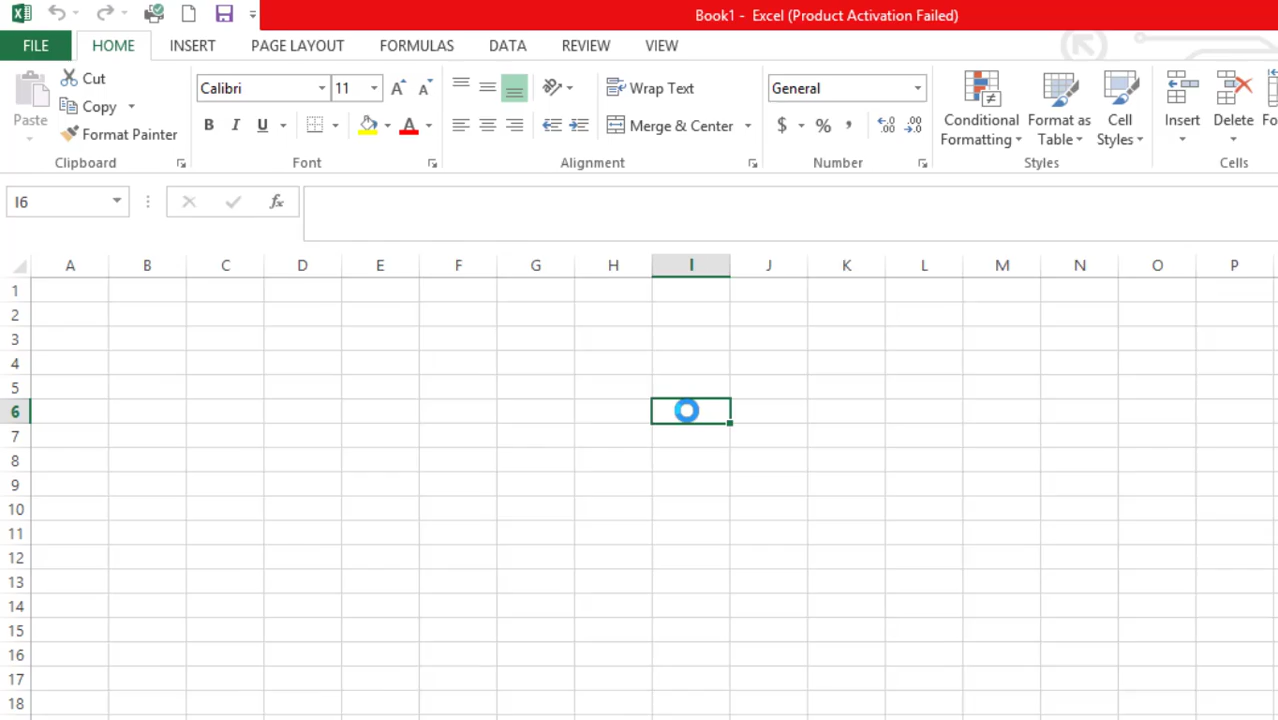 Book1 - Excel (Product Activation Failed)
FILE HOME INSERT PAGE LAYOUT FORMULAS DATA REVIEW VIEW
Paste
Cut
Copy
Format Painter
Clipboard
Calibri 11
B I U A
Font
Wrap Text
Merge & Center
Alignment
General
$ % , .00
Number
Conditional Formatting
Format as Table
Cell Styles
Styles
Insert
Delete
Fo
Cells
I6 fx
A B C D E F G H I J K L M N O P
1
2
3
4
5
6
7
8
9
10
11
12
13
14
15
16
17
18